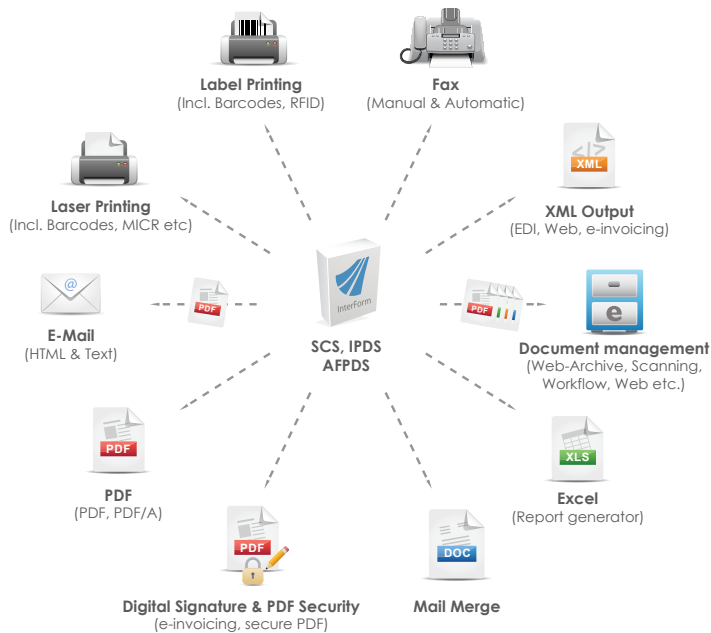 Label Printing
(Incl. Barcodes, RFID)
Fax
(Manual & Automatic)
Laser Printing
(Incl. Barcodes, MICR etc)
</>
XML
XML Output
(EDI, Web, e-invoicing)
@
E-Mail
(HTML & Text)
PDF
InterForm
SCS, IPDS
AFPDS
PDF
e
Document management
(Web-Archive, Scanning,
Workflow, Web etc.)
PDF
PDF
(PDF, PDF/A)
XLS
Excel
(Report generator)
PDF
Digital Signature & PDF Security
(e-invoicing, secure PDF)
DOC
Mail Merge